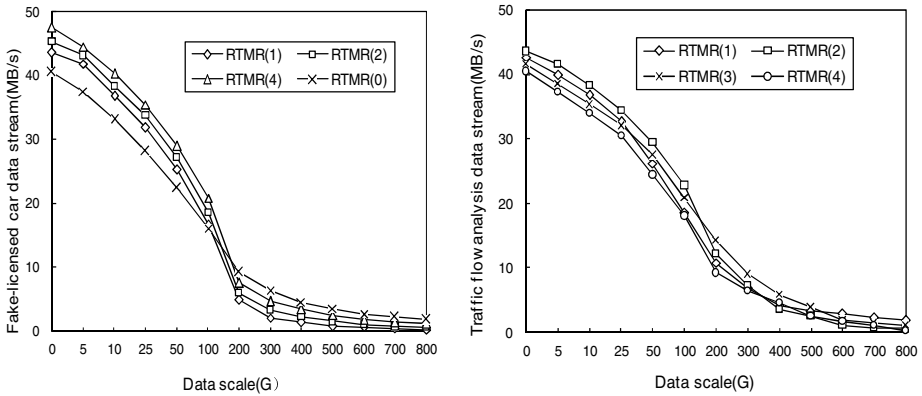 Fake-licensed car data stream(MB/s)
50
40
30
20
10
0
RTMR(1) RTMR(2)
RTMR(4) RTMR(0)
0 5 10 25 50 100 200 300 400 500 600 700 800
Data scale(G）
Traffic flow analysis data stream(MB/s)
50
40
30
20
10
0
RTMR(1) RTMR(2)
RTMR(3) RTMR(4)
0 5 10 25 50 100 200 300 400 500 600 700 800
Data scale(G)